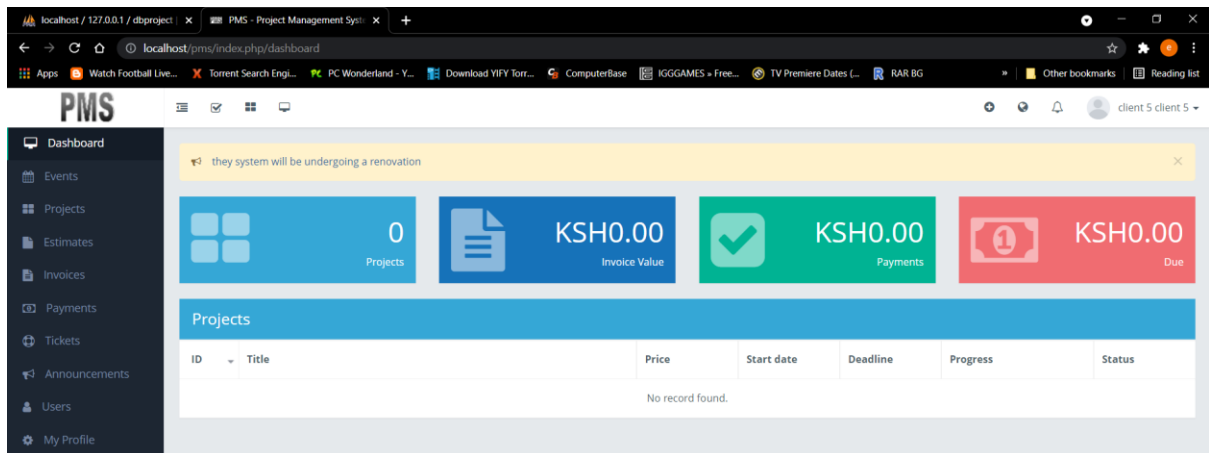 localhost / 127.0.0.1 / dbproject |
PMS - Project Management Syste
localhost/pms/index.php/dashboard
Apps Watch Football Live... Torrent Search Engi... PC Wonderland - Y... Download YIFY Torr... ComputerBase IGGGAMES » Free... TV Premiere Dates (... RAR BG » Other bookmarks Reading list
PMS
client 5 client 5
Dashboard
they system will be undergoing a renovation
Events
Projects
Estimates
Invoices
Payments
Tickets
Announcements
Users
My Profile
0
Projects
KSH0.00
Invoice Value
KSH0.00
Payments
1
KSH0.00
Due
Projects
ID Title Price Start date Deadline Progress Status
No record found.